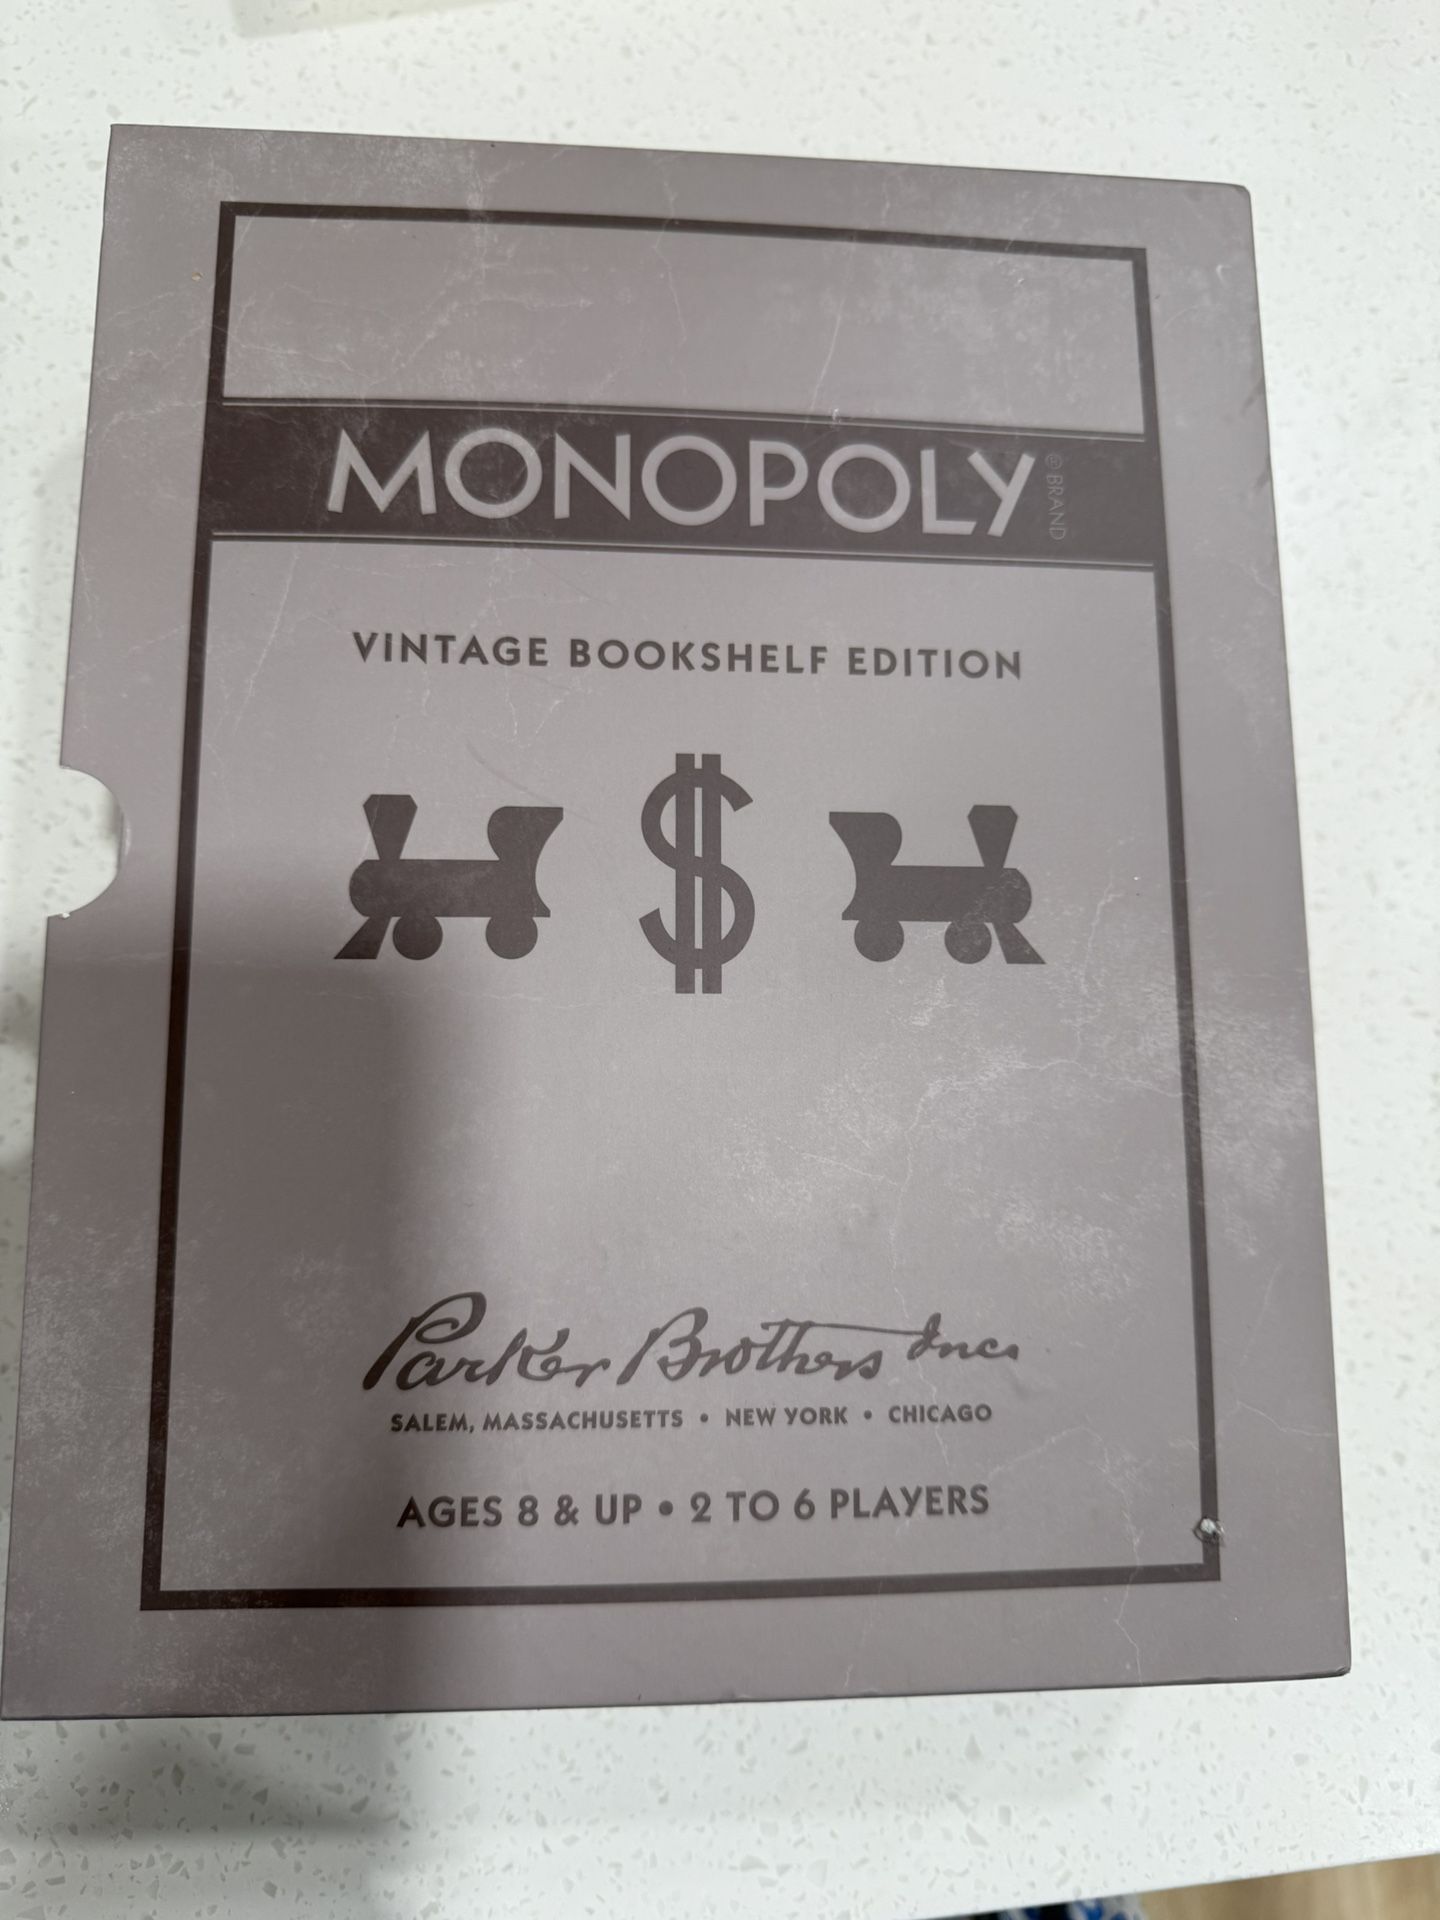 MONOPOLY ® BRAND
VINTAGE BOOKSHELF EDITION
$
Parker Brothers Inc.
SALEM, MASSACHUSETTS • NEW YORK • CHICAGO
AGES 8 & UP • 2 TO 6 PLAYERS